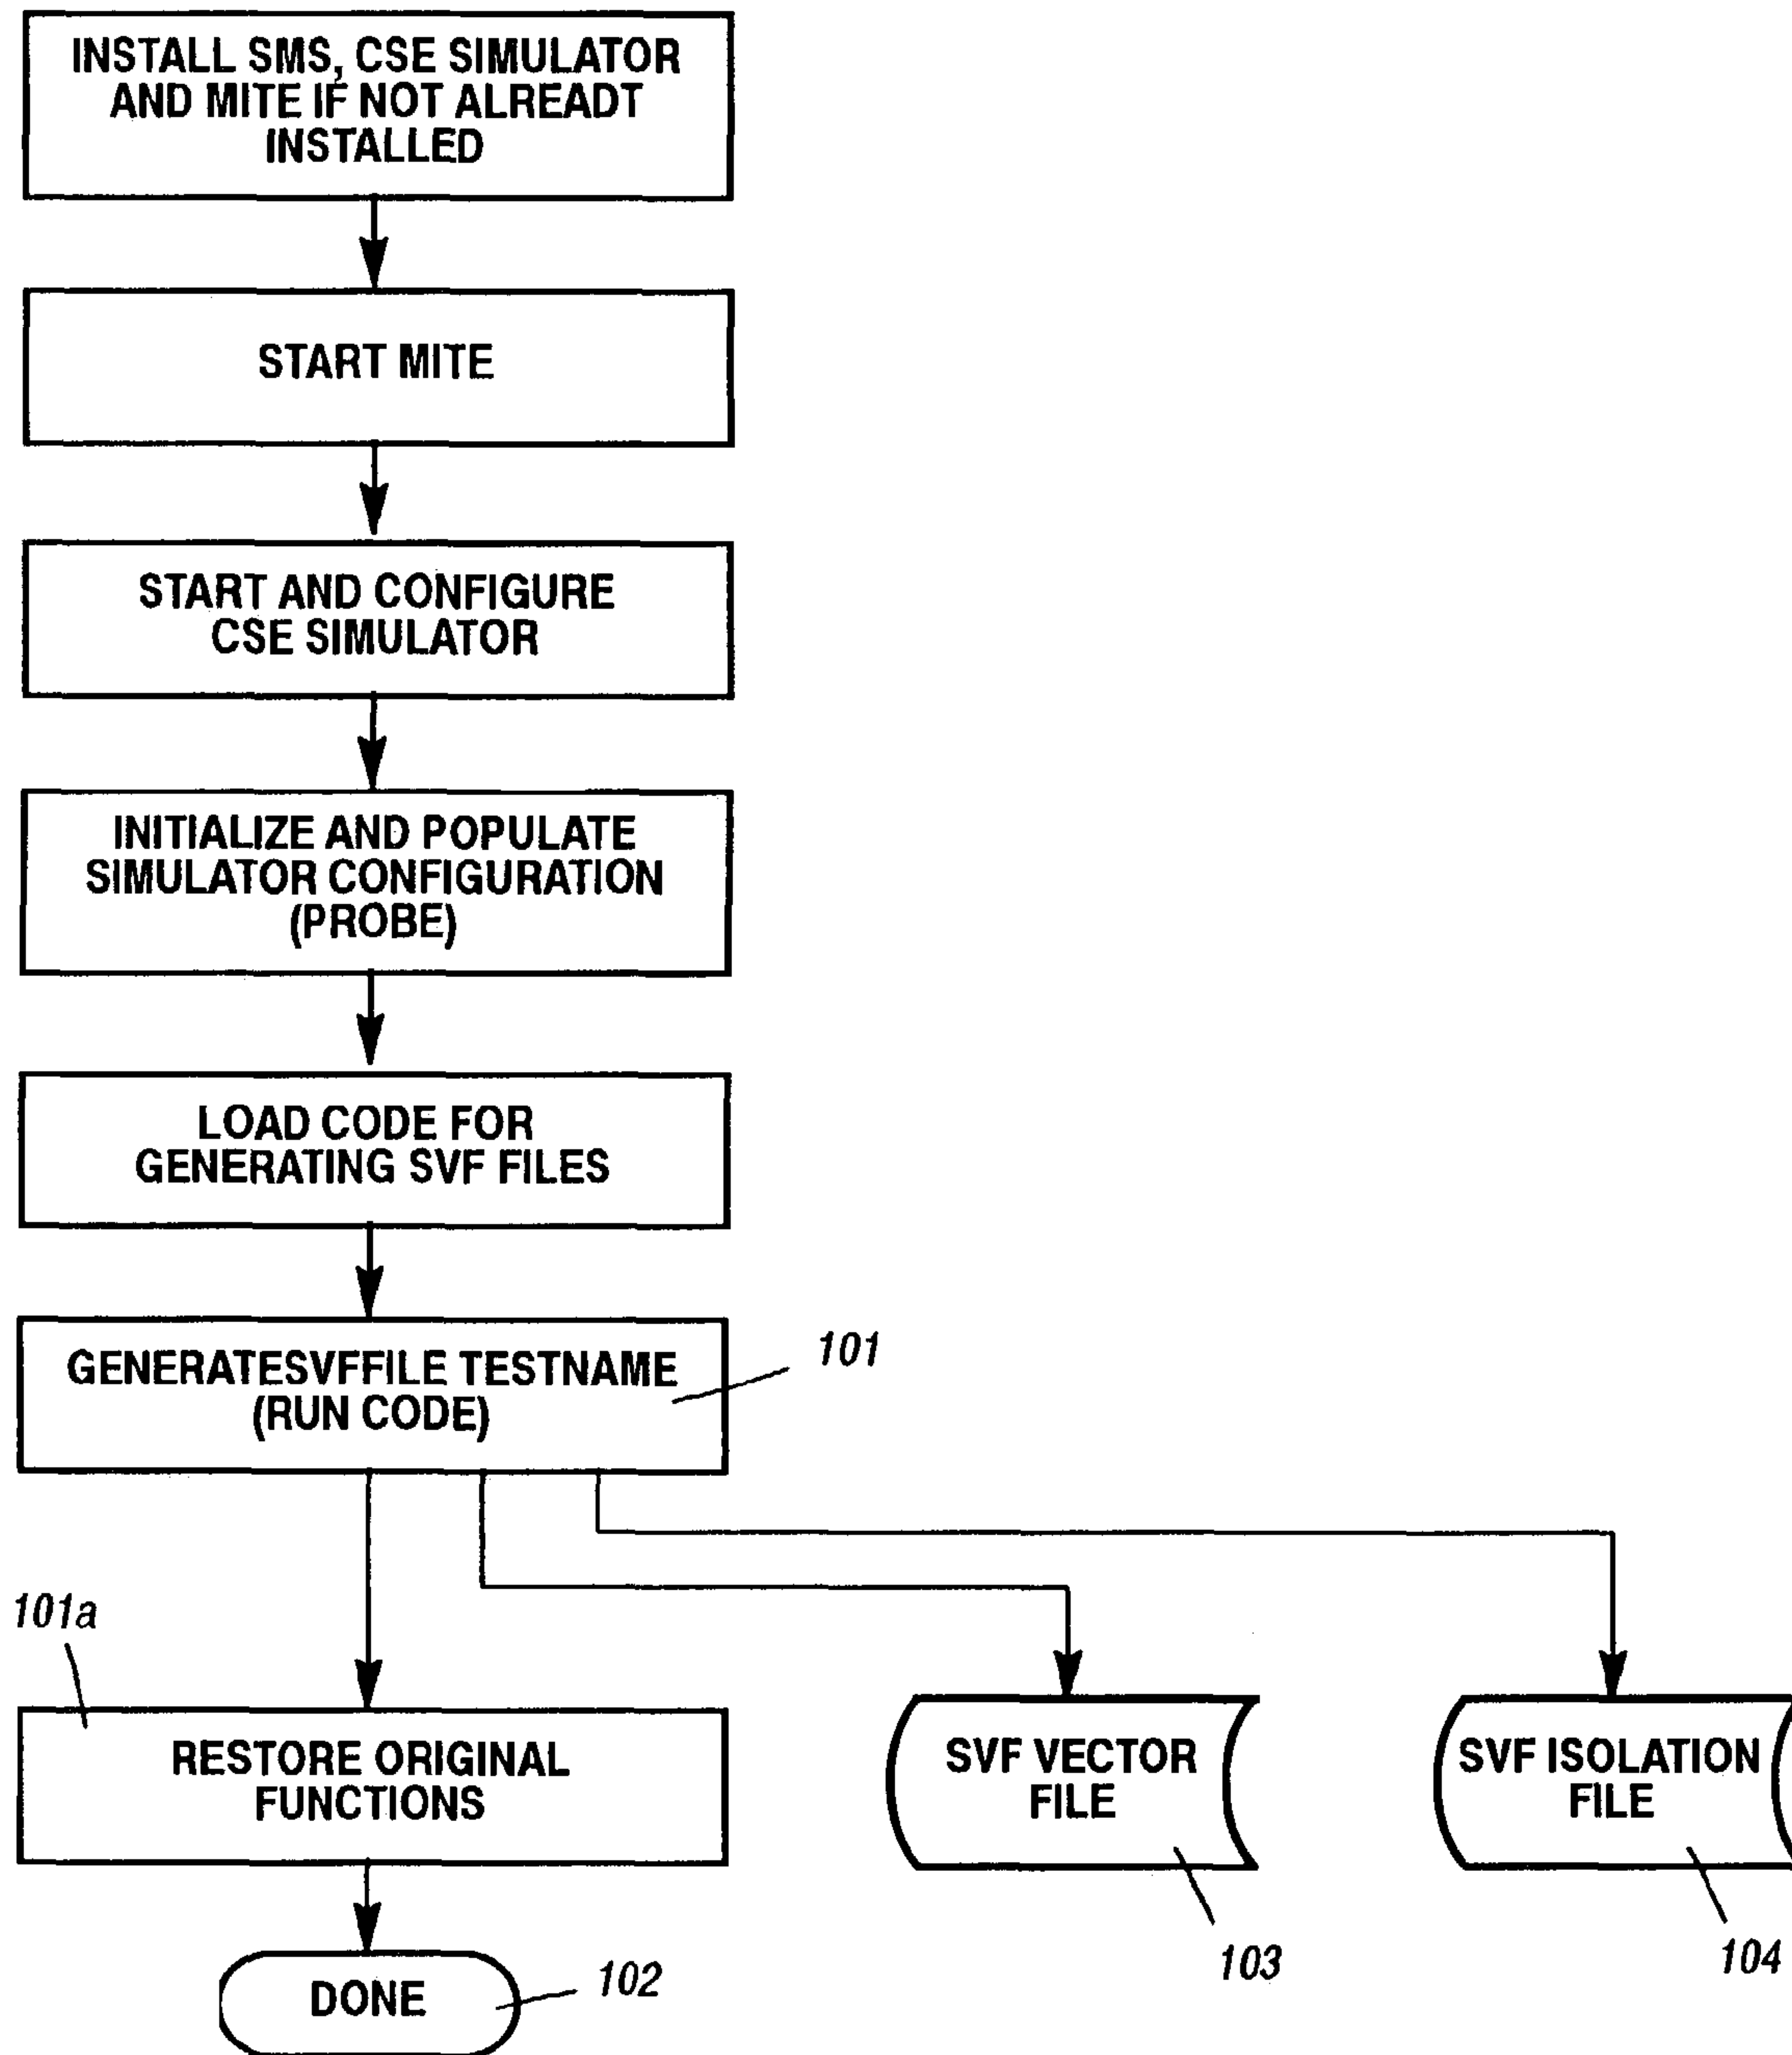 INSTALL SMS, CSE SIMULATOR
AND MITE IF NOT ALREADT
INSTALLED
START MITE
START AND CONFIGURE
CSE SIMULATOR
INITIALIZE AND POPULATE
SIMULATOR CONFIGURATION
(PROBE)
LOAD CODE FOR
GENERATING SVF FILES
GENERATESVFFILE TESTNAME
(RUN CODE)
101
101a
RESTORE ORIGINAL
FUNCTIONS
SVF VECTOR
FILE
SVF ISOLATION
FILE
103
104
DONE
102